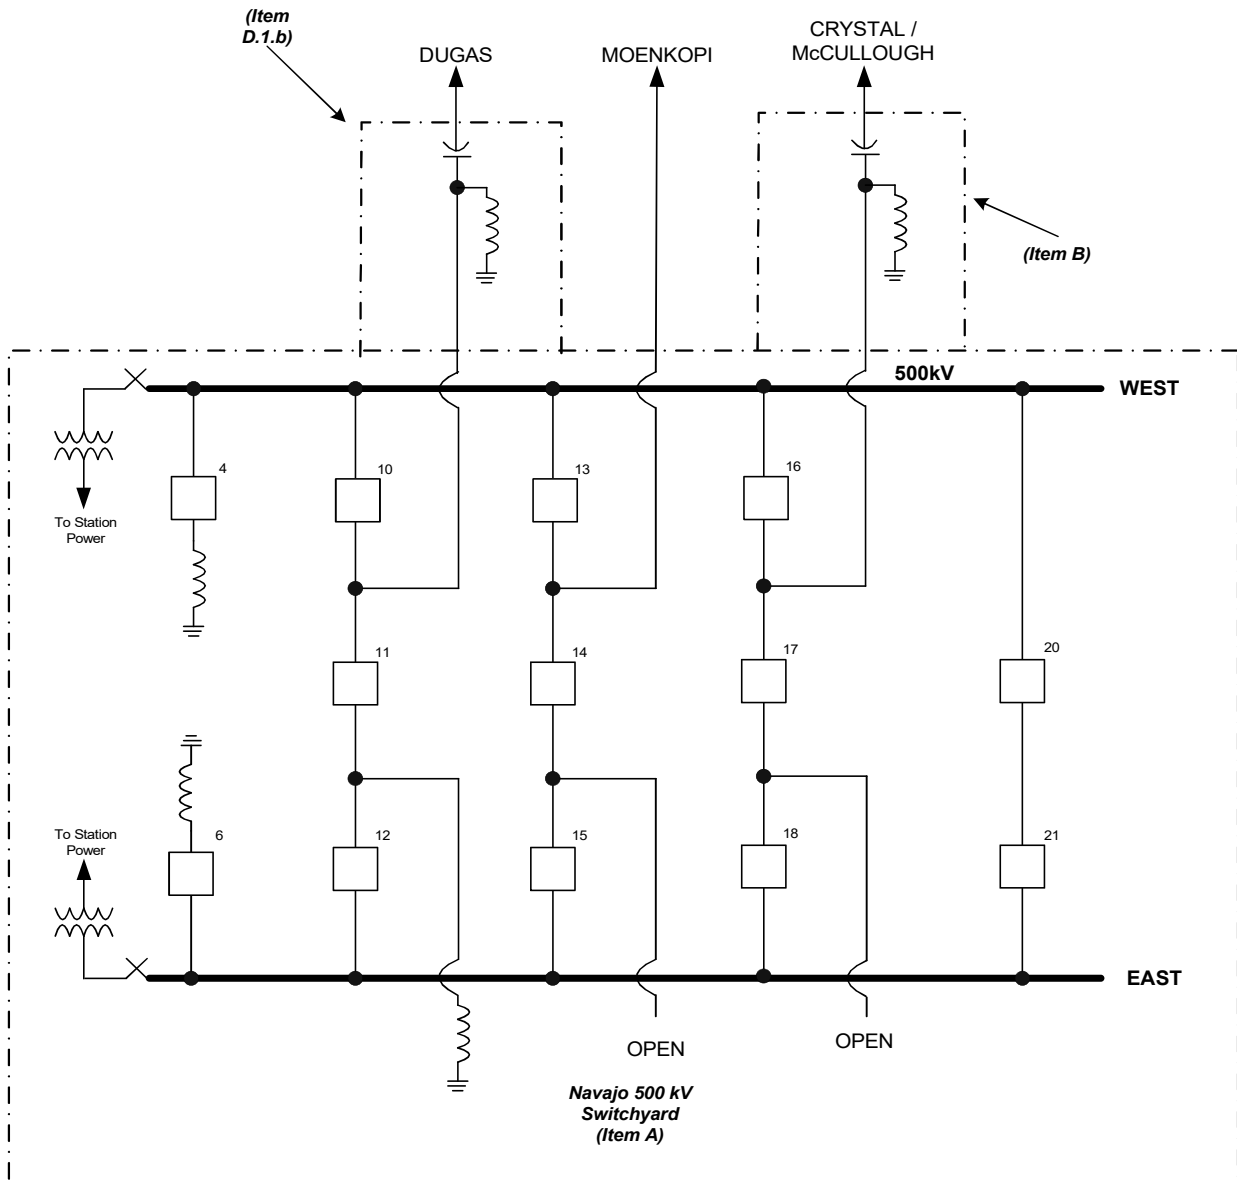 (Item
D.1.b)
DUGAS
MOENKOPI
CRYSTAL /
McCULLOUGH
(Item B)
500kV
WEST
4
10
13
16
To Station
Power
11
14
17
20
To Station
Power
6
12
15
18
21
EAST
OPEN
OPEN
Navajo 500 kV
Switchyard
(Item A)